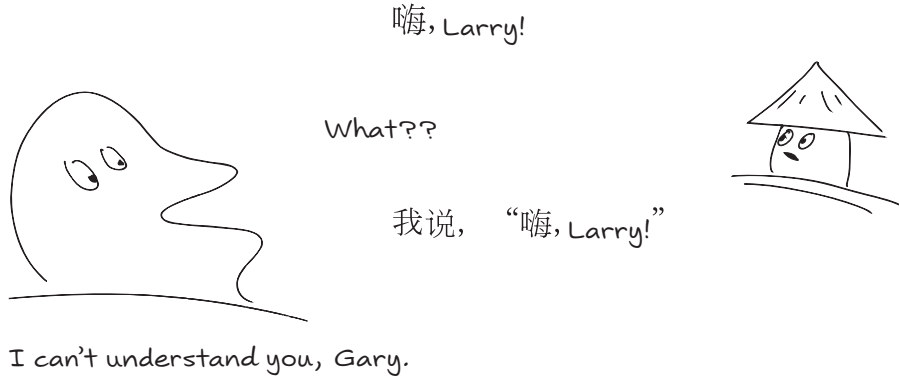 嗨, Larry!
What??
我说, “嗨, Larry!”
I can't understand you, Gary.